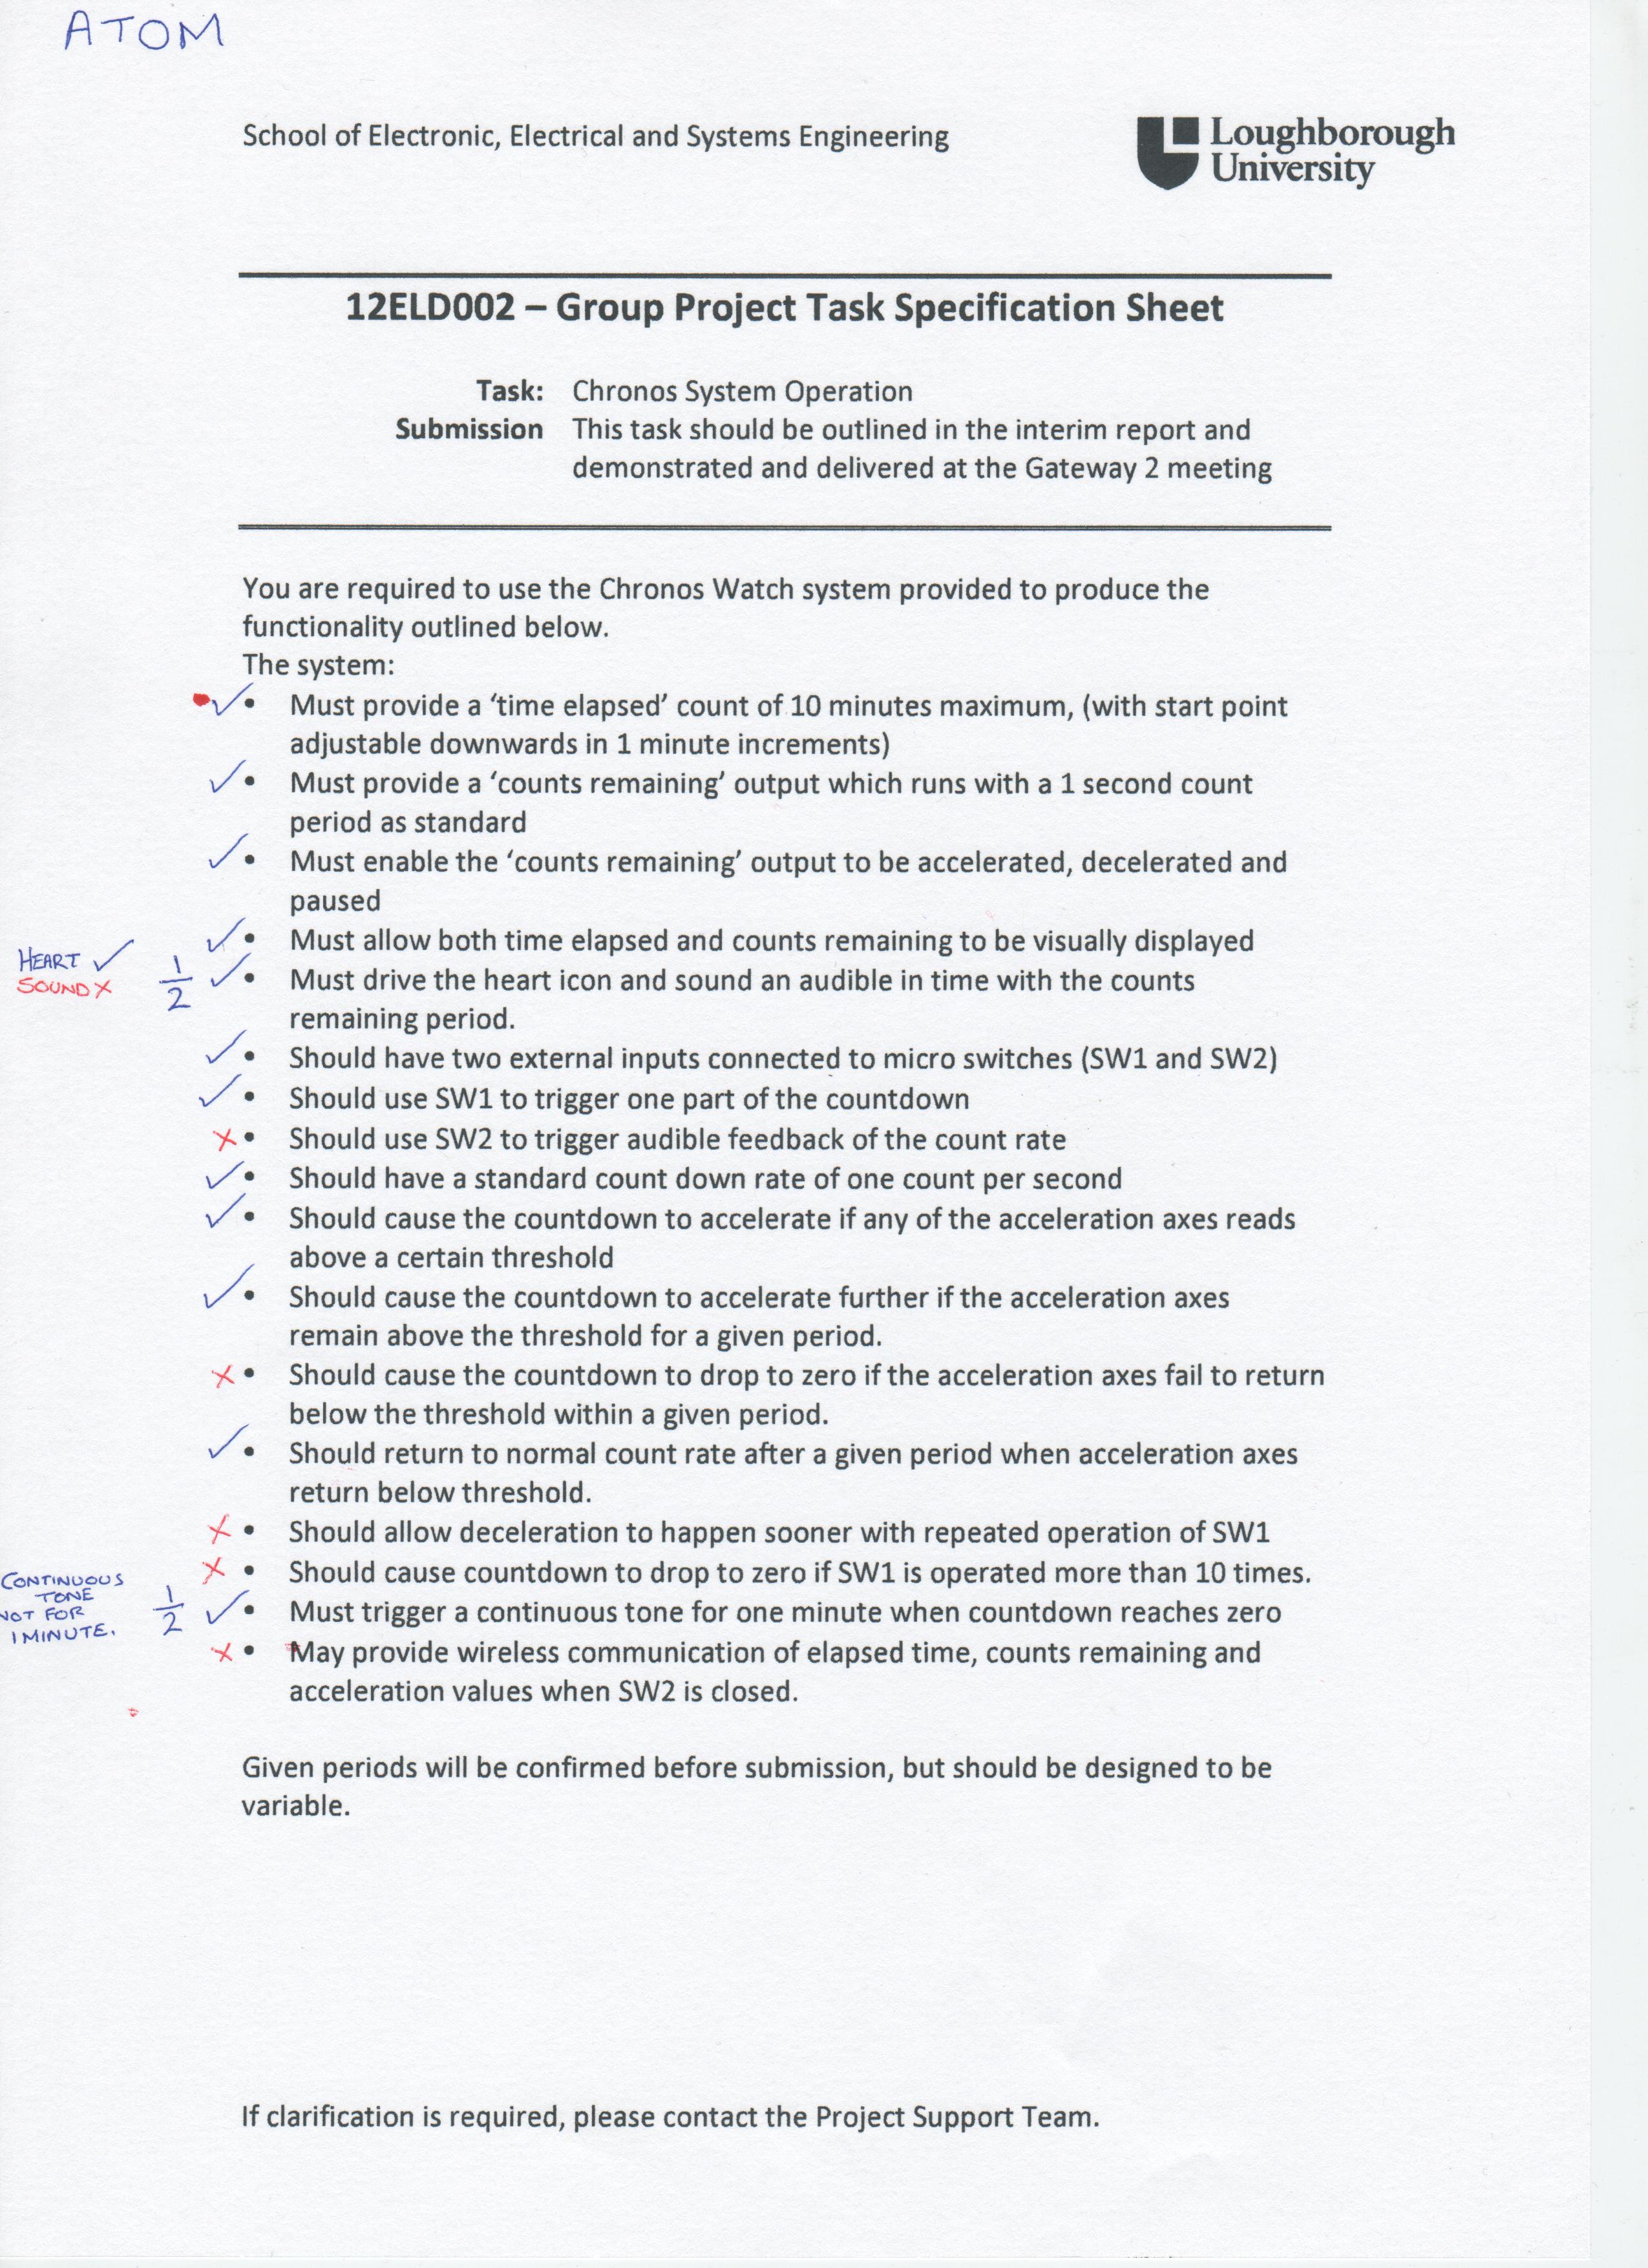 ATOM
School of Electronic, Electrical and Systems Engineering
Loughborough
University
12ELD002 – Group Project Task Specification Sheet
Task: Chronos System Operation
Submission This task should be outlined in the interim report and
demonstrated and delivered at the Gateway 2 meeting
You are required to use the Chronos Watch system provided to produce the
functionality outlined below.
The system:
✓ • Must provide a ‘time elapsed’ count of 10 minutes maximum, (with start point
adjustable downwards in 1 minute increments)
✓ • Must provide a ‘counts remaining’ output which runs with a 1 second count
period as standard
✓ • Must enable the ‘counts remaining’ output to be accelerated, decelerated and
paused
✓ • Must allow both time elapsed and counts remaining to be visually displayed
HEART ✓
SOUND X
1/2 ✓ • Must drive the heart icon and sound an audible in time with the counts
remaining period.
✓ • Should have two external inputs connected to micro switches (SW1 and SW2)
✓ • Should use SW1 to trigger one part of the countdown
X • Should use SW2 to trigger audible feedback of the count rate
✓ • Should have a standard count down rate of one count per second
✓ • Should cause the countdown to accelerate if any of the acceleration axes reads
above a certain threshold
✓ • Should cause the countdown to accelerate further if the acceleration axes
remain above the threshold for a given period.
X • Should cause the countdown to drop to zero if the acceleration axes fail to return
below the threshold within a given period.
✓ • Should return to normal count rate after a given period when acceleration axes
return below threshold.
X • Should allow deceleration to happen sooner with repeated operation of SW1
X • Should cause countdown to drop to zero if SW1 is operated more than 10 times.
CONTINUOUS
TONE
NOT FOR
1 MINUTE.
1/2 ✓ • Must trigger a continuous tone for one minute when countdown reaches zero
X • May provide wireless communication of elapsed time, counts remaining and
acceleration values when SW2 is closed.
Given periods will be confirmed before submission, but should be designed to be
variable.
If clarification is required, please contact the Project Support Team.